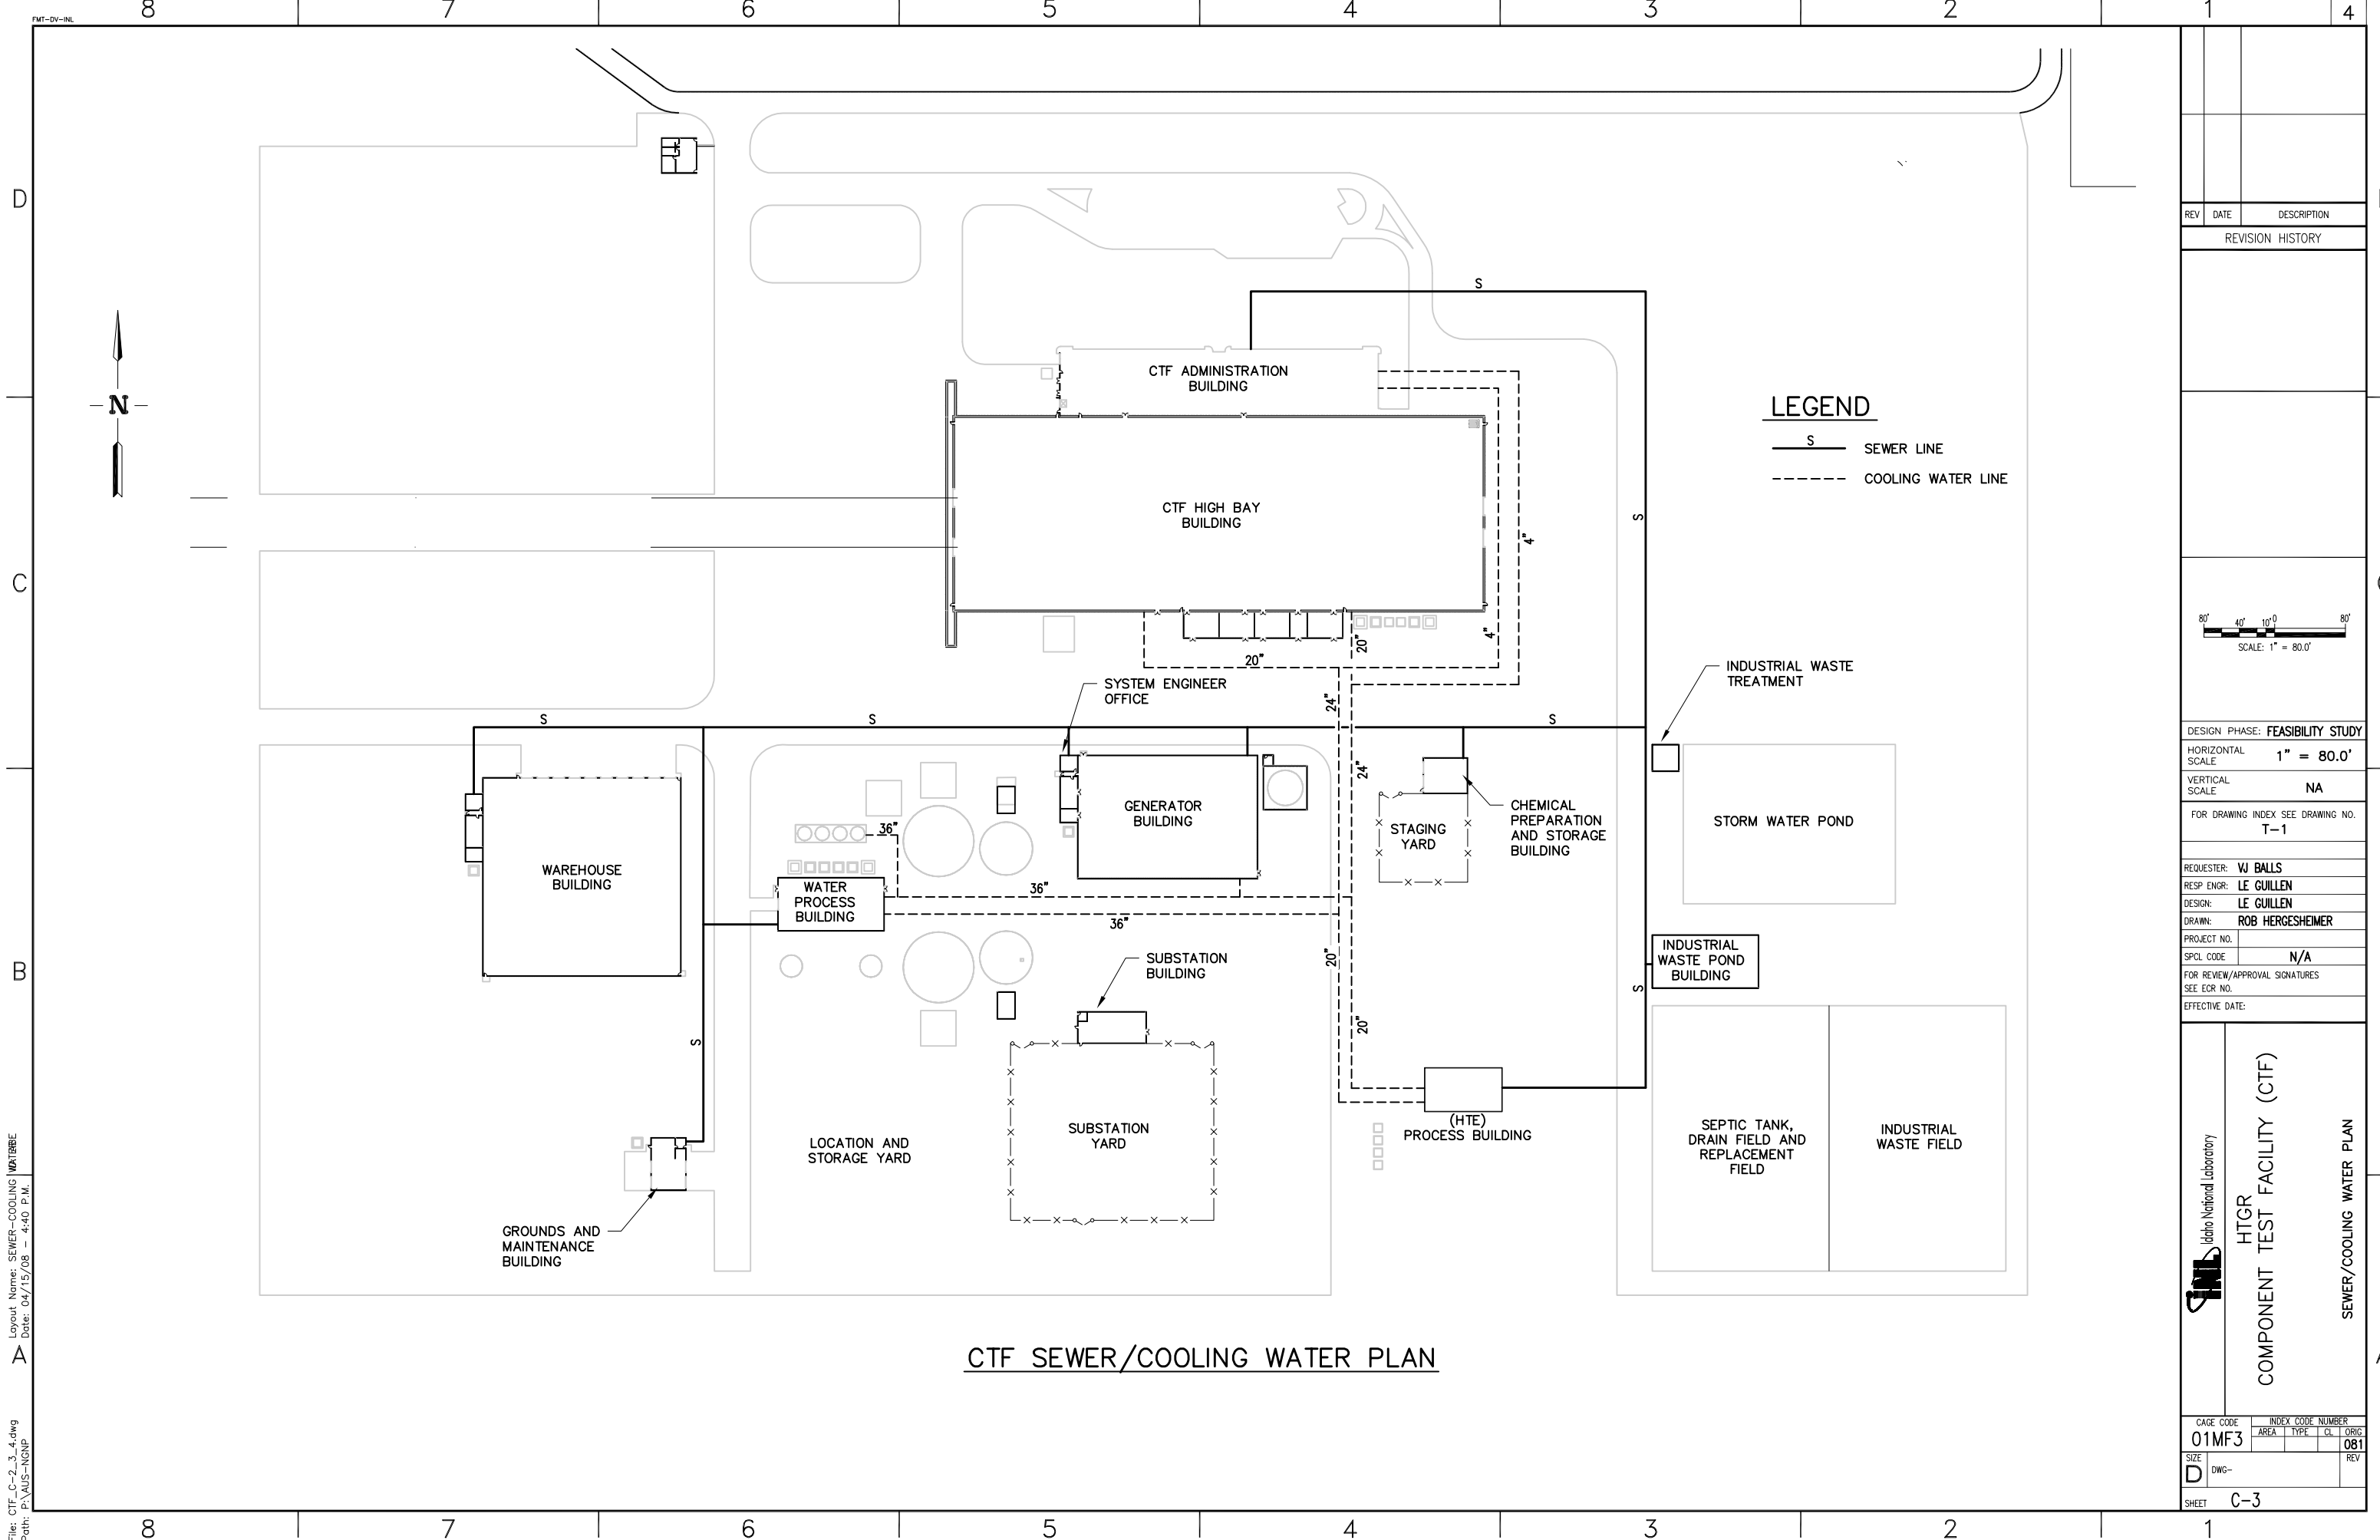 FMT-DV-INL
8
7
6
5
4
3
2
1
4
D
C
B
A
N
S
CTF ADMINISTRATION
BUILDING
CTF HIGH BAY
BUILDING
LEGEND
S
SEWER LINE
COOLING WATER LINE
S
4"
4"
20"
20"
SYSTEM ENGINEER
OFFICE
24"
INDUSTRIAL WASTE
TREATMENT
S
S
S
24"
36"
GENERATOR
BUILDING
STAGING
YARD
CHEMICAL
PREPARATION
AND STORAGE
BUILDING
STORM WATER POND
WAREHOUSE
BUILDING
WATER
PROCESS
BUILDING
36"
36"
SUBSTATION
BUILDING
20"
20"
INDUSTRIAL
WASTE POND
BUILDING
S
S
(HTE)
PROCESS BUILDING
SUBSTATION
YARD
LOCATION AND
STORAGE YARD
SEPTIC TANK,
DRAIN FIELD AND
REPLACEMENT
FIELD
INDUSTRIAL
WASTE FIELD
GROUNDS AND
MAINTENANCE
BUILDING
CTF SEWER/COOLING WATER PLAN
REV DATE DESCRIPTION
REVISION HISTORY
80' 40' 10' 0 80'
SCALE: 1" = 80.0'
DESIGN PHASE: FEASIBILITY STUDY
HORIZONTAL
SCALE
1" = 80.0'
VERTICAL
SCALE
NA
FOR DRAWING INDEX SEE DRAWING NO.
T-1
REQUESTER: VJ BALLS
RESP ENGR: LE GUILLEN
DESIGN: LE GUILLEN
DRAWN: ROB HERGESHEIMER
PROJECT NO.
SPCL CODE N/A
FOR REVIEW/APPROVAL SIGNATURES
SEE ECR NO.
EFFECTIVE DATE:
INL
Idaho National Laboratory
HTGR
COMPONENT TEST FACILITY (CTF)
SEWER/COOLING WATER PLAN
CAGE CODE
01MF3
INDEX CODE NUMBER
AREA TYPE CL ORIG
081
SIZE
D
DWG-
REV
SHEET C-3
Layout Name: SEWER-COOLING
Date: 04/15/08 - 4:40 P.M.
File: CTF_C-2_3_4.dwg
Path: P:\AUS-NGNP
8
7
6
5
4
3
2
1